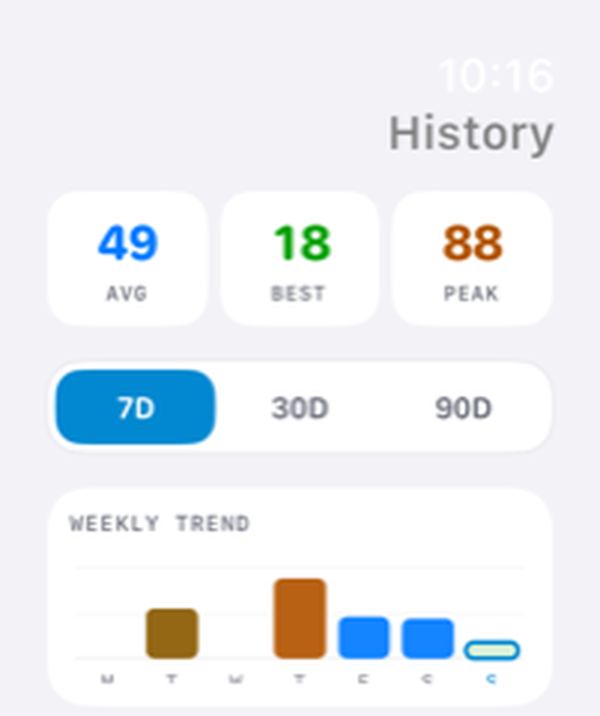 10:16
History
49 18 88
AVG BEST PEAK
7D 30D 90D
WEEKLY TREND
M T W T F S S